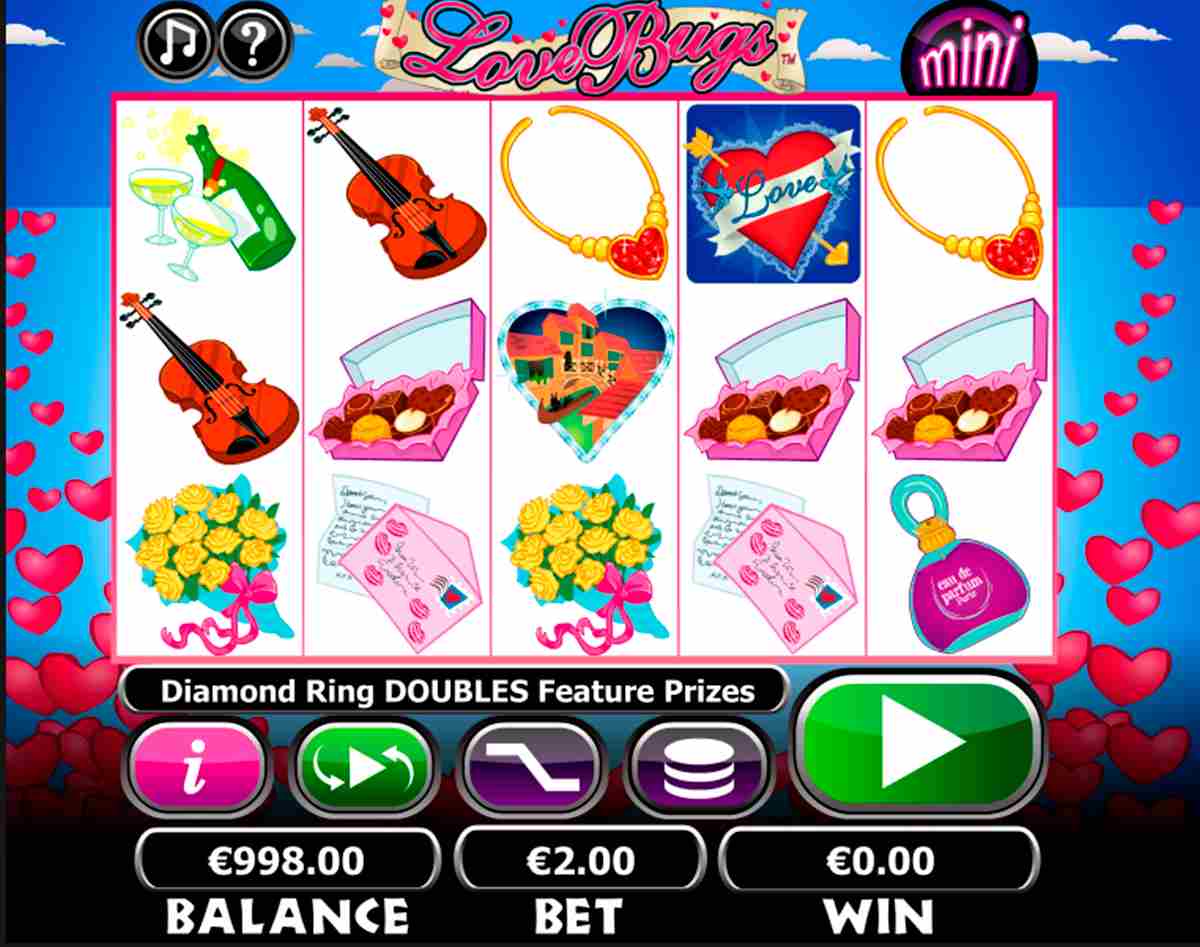 Love Bugs™
mini
Love
eau de
parfum
Paris
Diamond Ring DOUBLES Feature Prizes
i
€998.00
€2.00
€0.00
BALANCE
BET
WIN